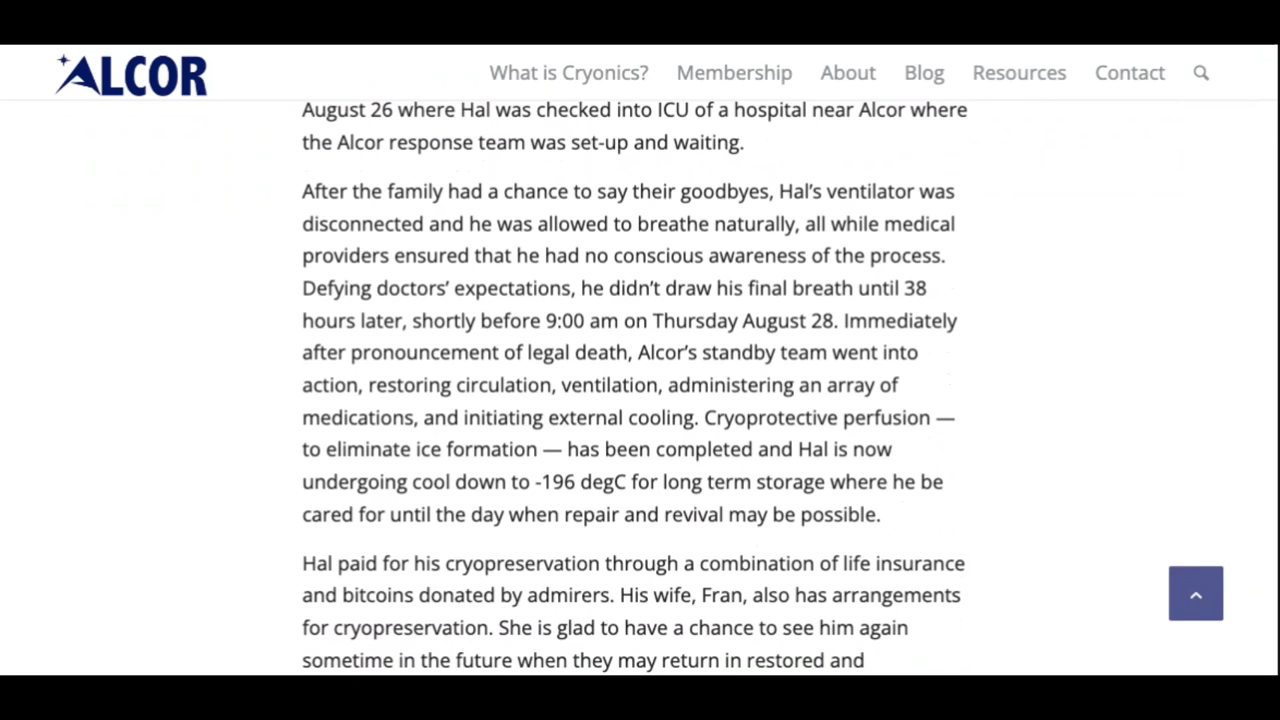 ALCOR
What is Cryonics? Membership About Blog Resources Contact
August 26 where Hal was checked into ICU of a hospital near Alcor where
the Alcor response team was set-up and waiting.
After the family had a chance to say their goodbyes, Hal’s ventilator was
disconnected and he was allowed to breathe naturally, all while medical
providers ensured that he had no conscious awareness of the process.
Defying doctors’ expectations, he didn’t draw his final breath until 38
hours later, shortly before 9:00 am on Thursday August 28. Immediately
after pronouncement of legal death, Alcor’s standby team went into
action, restoring circulation, ventilation, administering an array of
medications, and initiating external cooling. Cryoprotective perfusion —
to eliminate ice formation — has been completed and Hal is now
undergoing cool down to -196 degC for long term storage where he be
cared for until the day when repair and revival may be possible.
Hal paid for his cryopreservation through a combination of life insurance
and bitcoins donated by admirers. His wife, Fran, also has arrangements
for cryopreservation. She is glad to have a chance to see him again
sometime in the future when they may return in restored and